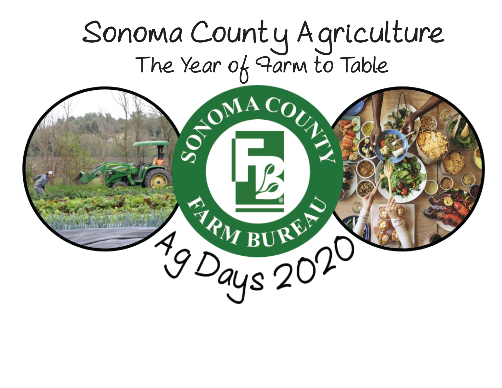 Sonoma County Agriculture
The Year of Farm to Table
SONOMA COUNTY
FB
®
FARM BUREAU
Ag Days 2020